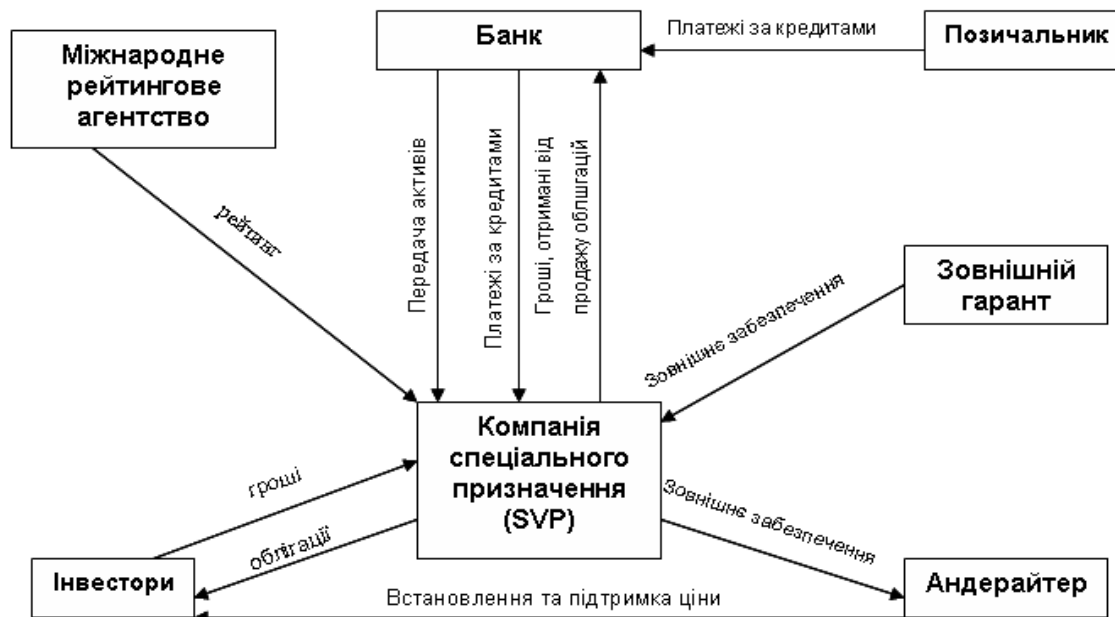 Міжнародне
рейтингове
агентство
Банк
Платежі за кредитами
Позичальник
рейтинг
Передача активів
Платежі за кредитами
Гроші, отримані від
продажу облшгацій
Зовнішнє забезпечення
Зовнішній
гарант
Компанія
спеціального
призначення
(SVP)
гроші
облігації
Зовнішнє забезпечення
Інвестори
Встановлення та підтримка ціни
Андерайтер